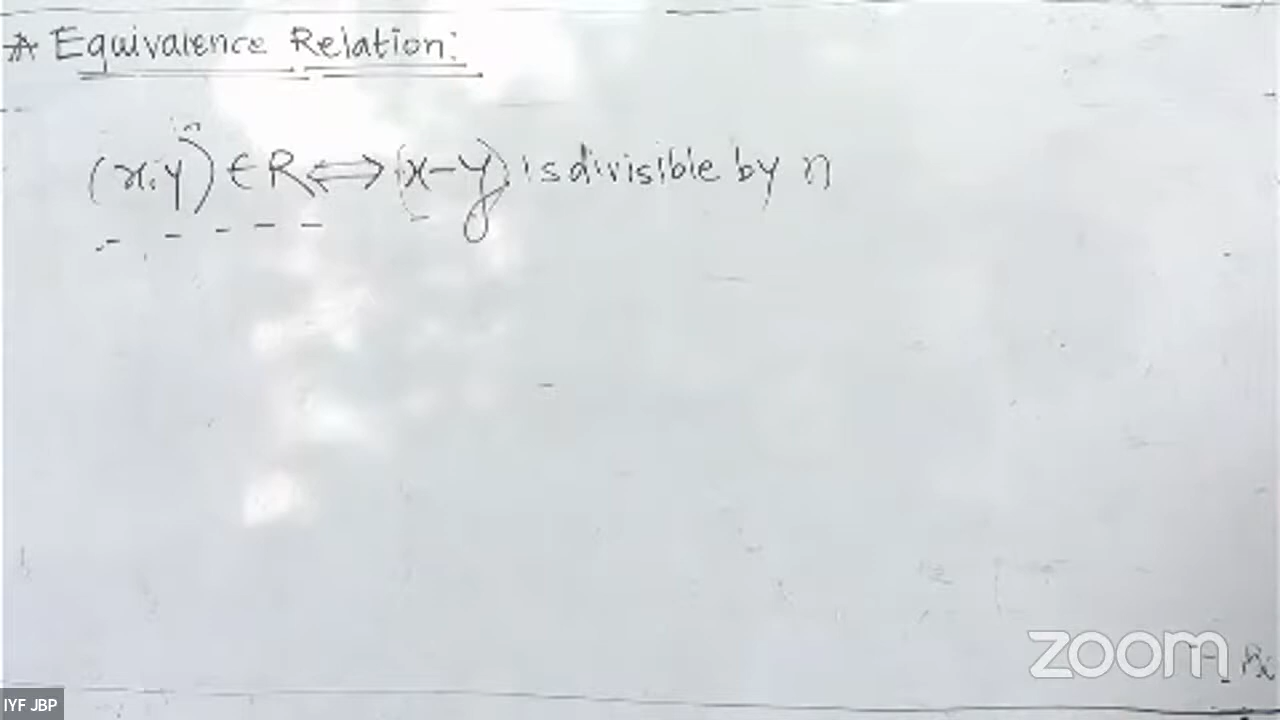 * Equivalence Relation:
(x,y) ∈ R ⟺ (x-y) is divisible by n
zoom
IYF JBP